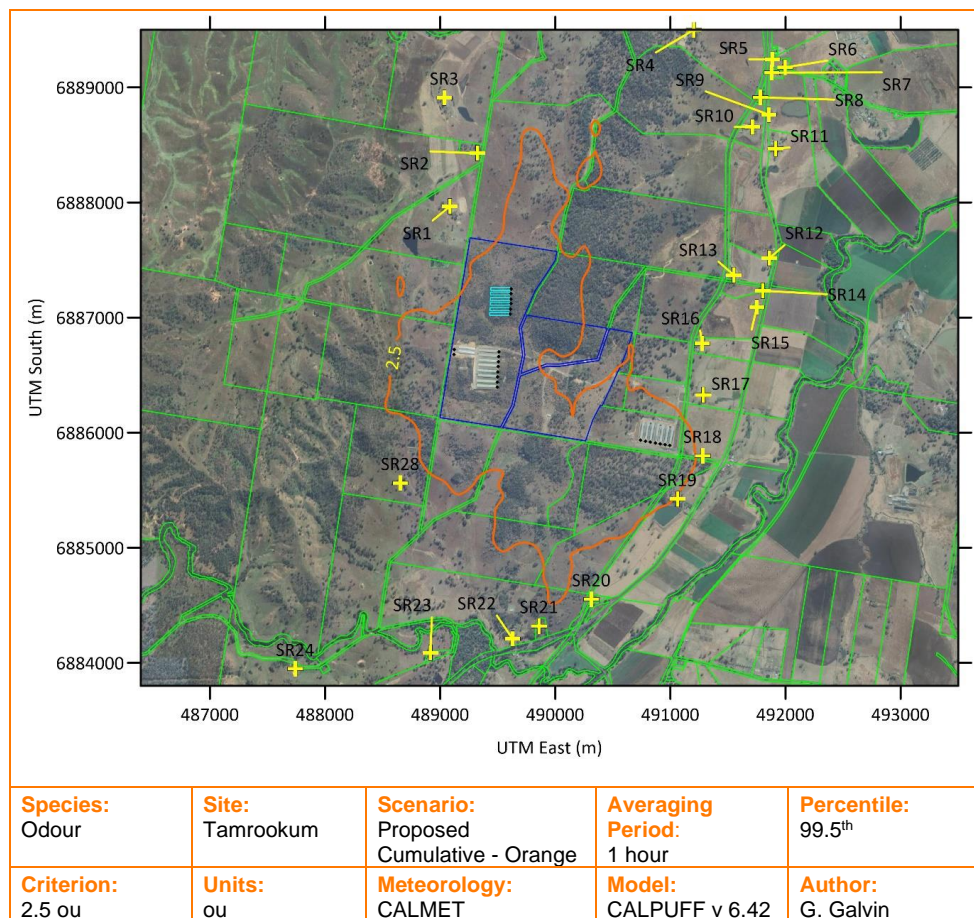 SR4
SR5
SR6
SR7
SR3
SR9
SR8
SR10
SR11
SR2
SR1
SR12
SR13
SR14
SR15
SR16
2.5
SR17
SR18
SR28
SR19
SR20
SR23
SR22
SR21
SR24
6889000
6888000
6887000
6886000
6885000
6884000
UTM South (m)
487000 488000 489000 490000 491000 492000 493000
UTM East (m)
Species:
Odour
Site:
Tamrookum
Scenario:
Proposed
Cumulative - Orange
Averaging
Period:
1 hour
Percentile:
99.5th
Criterion:
2.5 ou
Units:
ou
Meteorology:
CALMET
Model:
CALPUFF v 6.42
Author:
G. Galvin